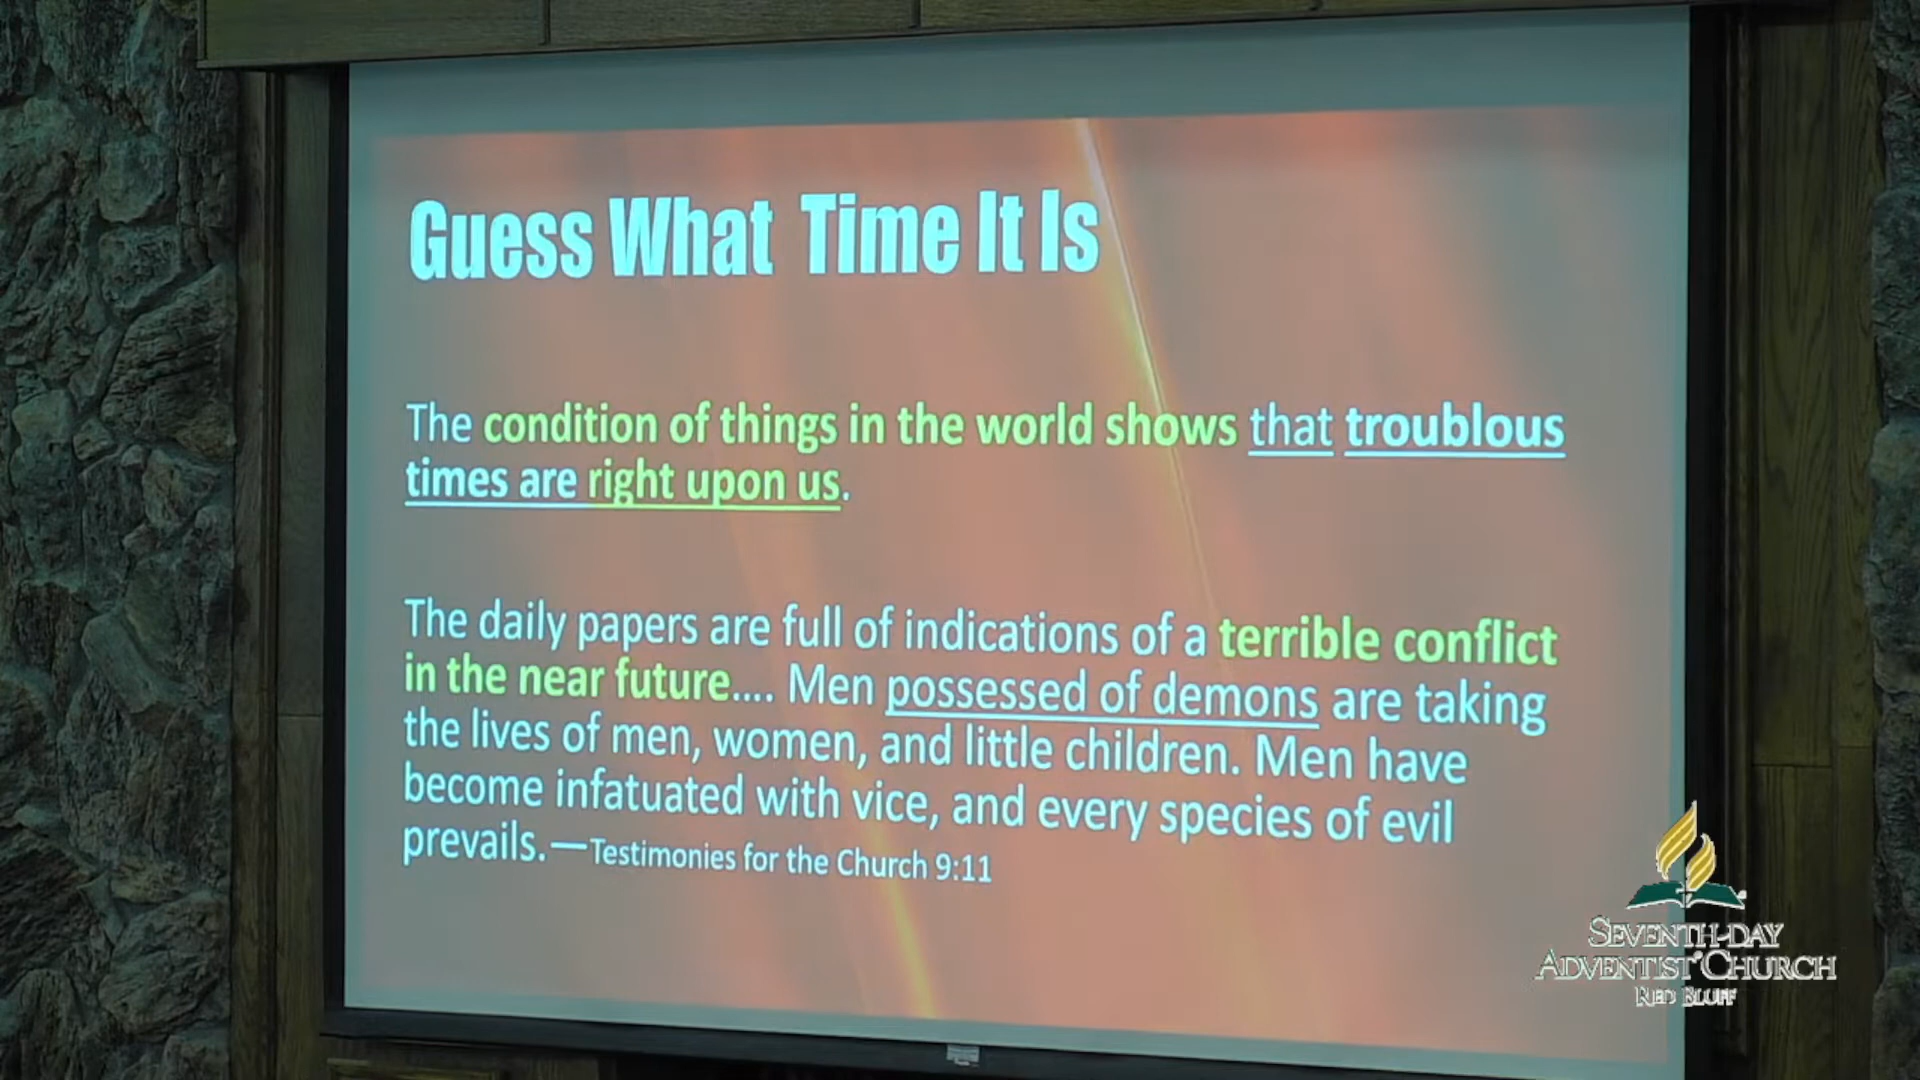 Guess What Time It Is
The condition of things in the world shows that troublous
times are right upon us.
The daily papers are full of indications of a terrible conflict
in the near future.... Men possessed of demons are taking
the lives of men, women, and little children. Men have
become infatuated with vice, and every species of evil
prevails.—Testimonies for the Church 9:11
SEVENTH-DAY
ADVENTIST® CHURCH
RED BLUFF